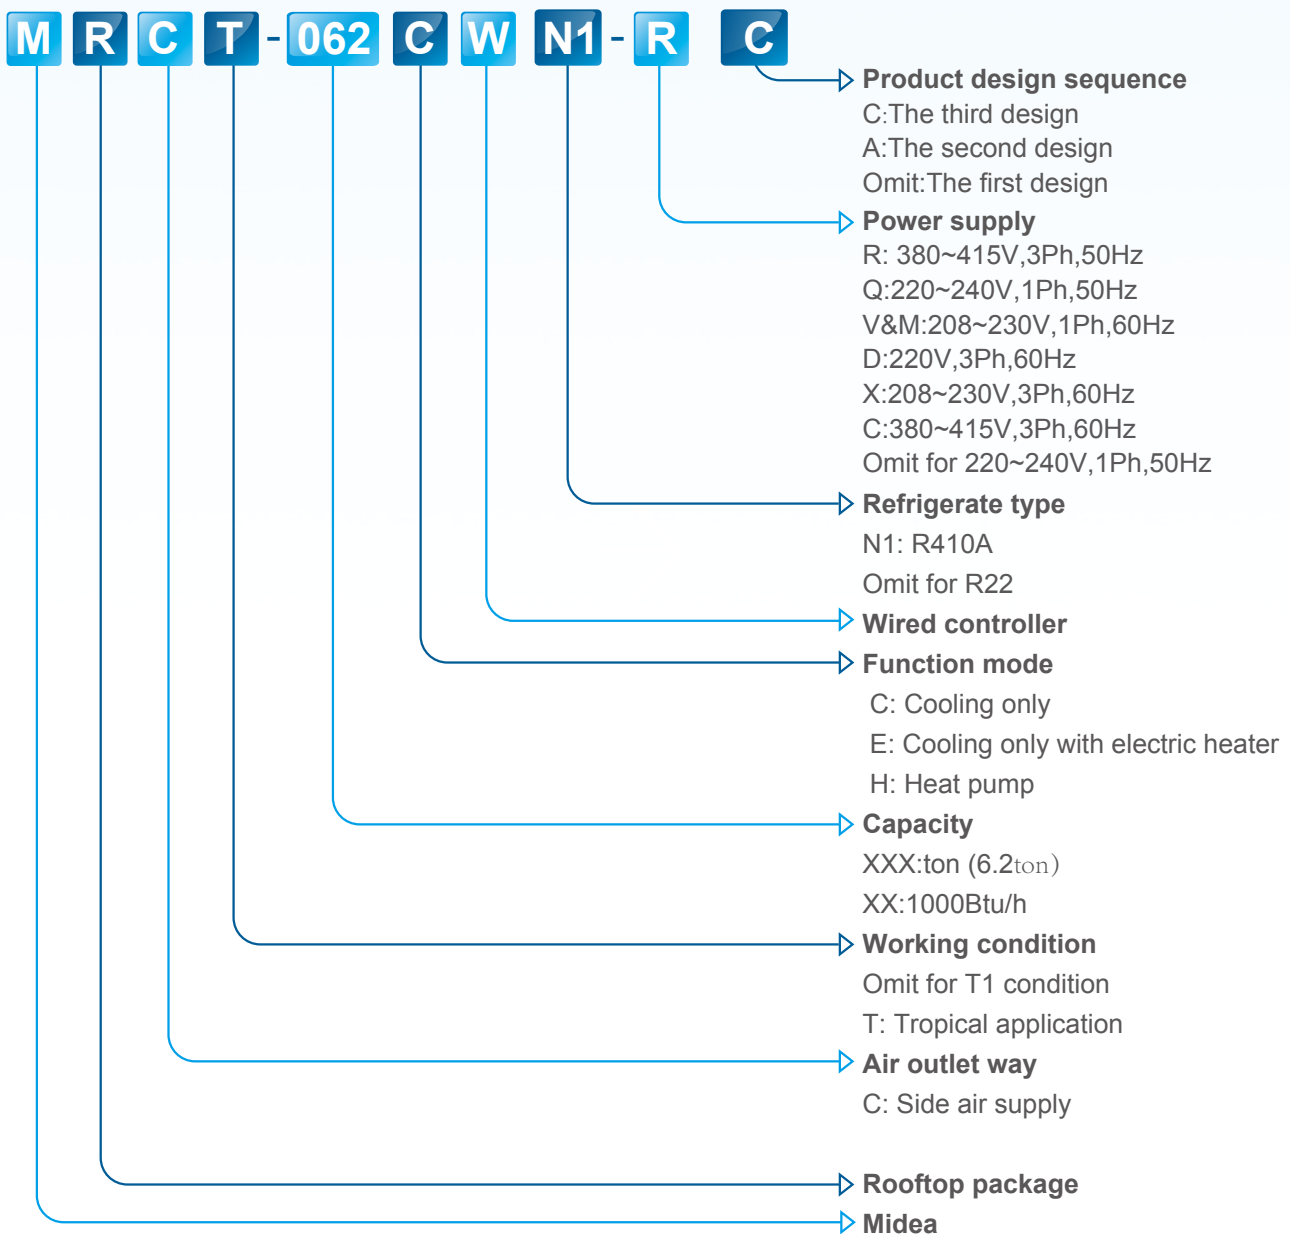 M R C T - 062 C W N1 - R C
Product design sequence
C:The third design
A:The second design
Omit:The first design
Power supply
R: 380~415V,3Ph,50Hz
Q:220~240V,1Ph,50Hz
V&M:208~230V,1Ph,60Hz
D:220V,3Ph,60Hz
X:208~230V,3Ph,60Hz
C:380~415V,3Ph,60Hz
Omit for 220~240V,1Ph,50Hz
Refrigerate type
N1: R410A
Omit for R22
Wired controller
Function mode
C: Cooling only
E: Cooling only with electric heater
H: Heat pump
Capacity
XXX:ton (6.2ton）
XX:1000Btu/h
Working condition
Omit for T1 condition
T: Tropical application
Air outlet way
C: Side air supply
Rooftop package
Midea